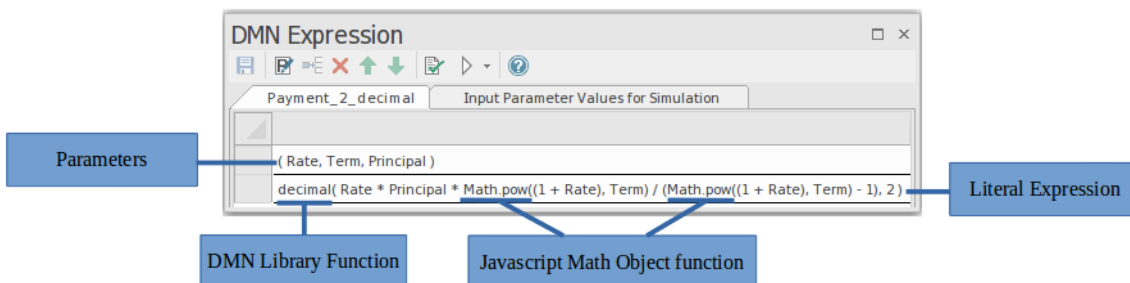 DMN Expression
Payment_2_decimal
Input Parameter Values for Simulation
Parameters
( Rate, Term, Principal )
decimal( Rate * Principal * Math.pow((1 + Rate), Term) / (Math.pow((1 + Rate), Term) - 1), 2 )
Literal Expression
DMN Library Function
Javascript Math Object function